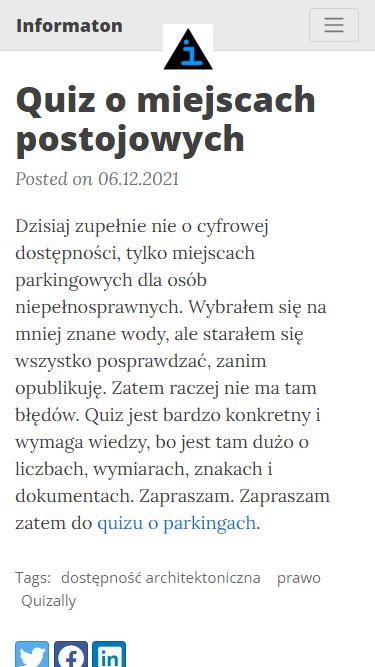 Informaton
i
Quiz o miejscach
postojowych
Posted on 06.12.2021
Dzisiaj zupełnie nie o cyfrowej
dostępności, tylko miejscach
parkingowych dla osób
niepełnosprawnych. Wybrałem się na
mniej znane wody, ale starałem się
wszystko posprawdzać, zanim
opublikuję. Zatem raczej nie ma tam
błędów. Quiz jest bardzo konkretny i
wymaga wiedzy, bo jest tam dużo o
liczbach, wymiarach, znakach i
dokumentach. Zapraszam. Zapraszam
zatem do quizu o parkingach.
Tags: dostępność architektoniczna prawo
Quizally